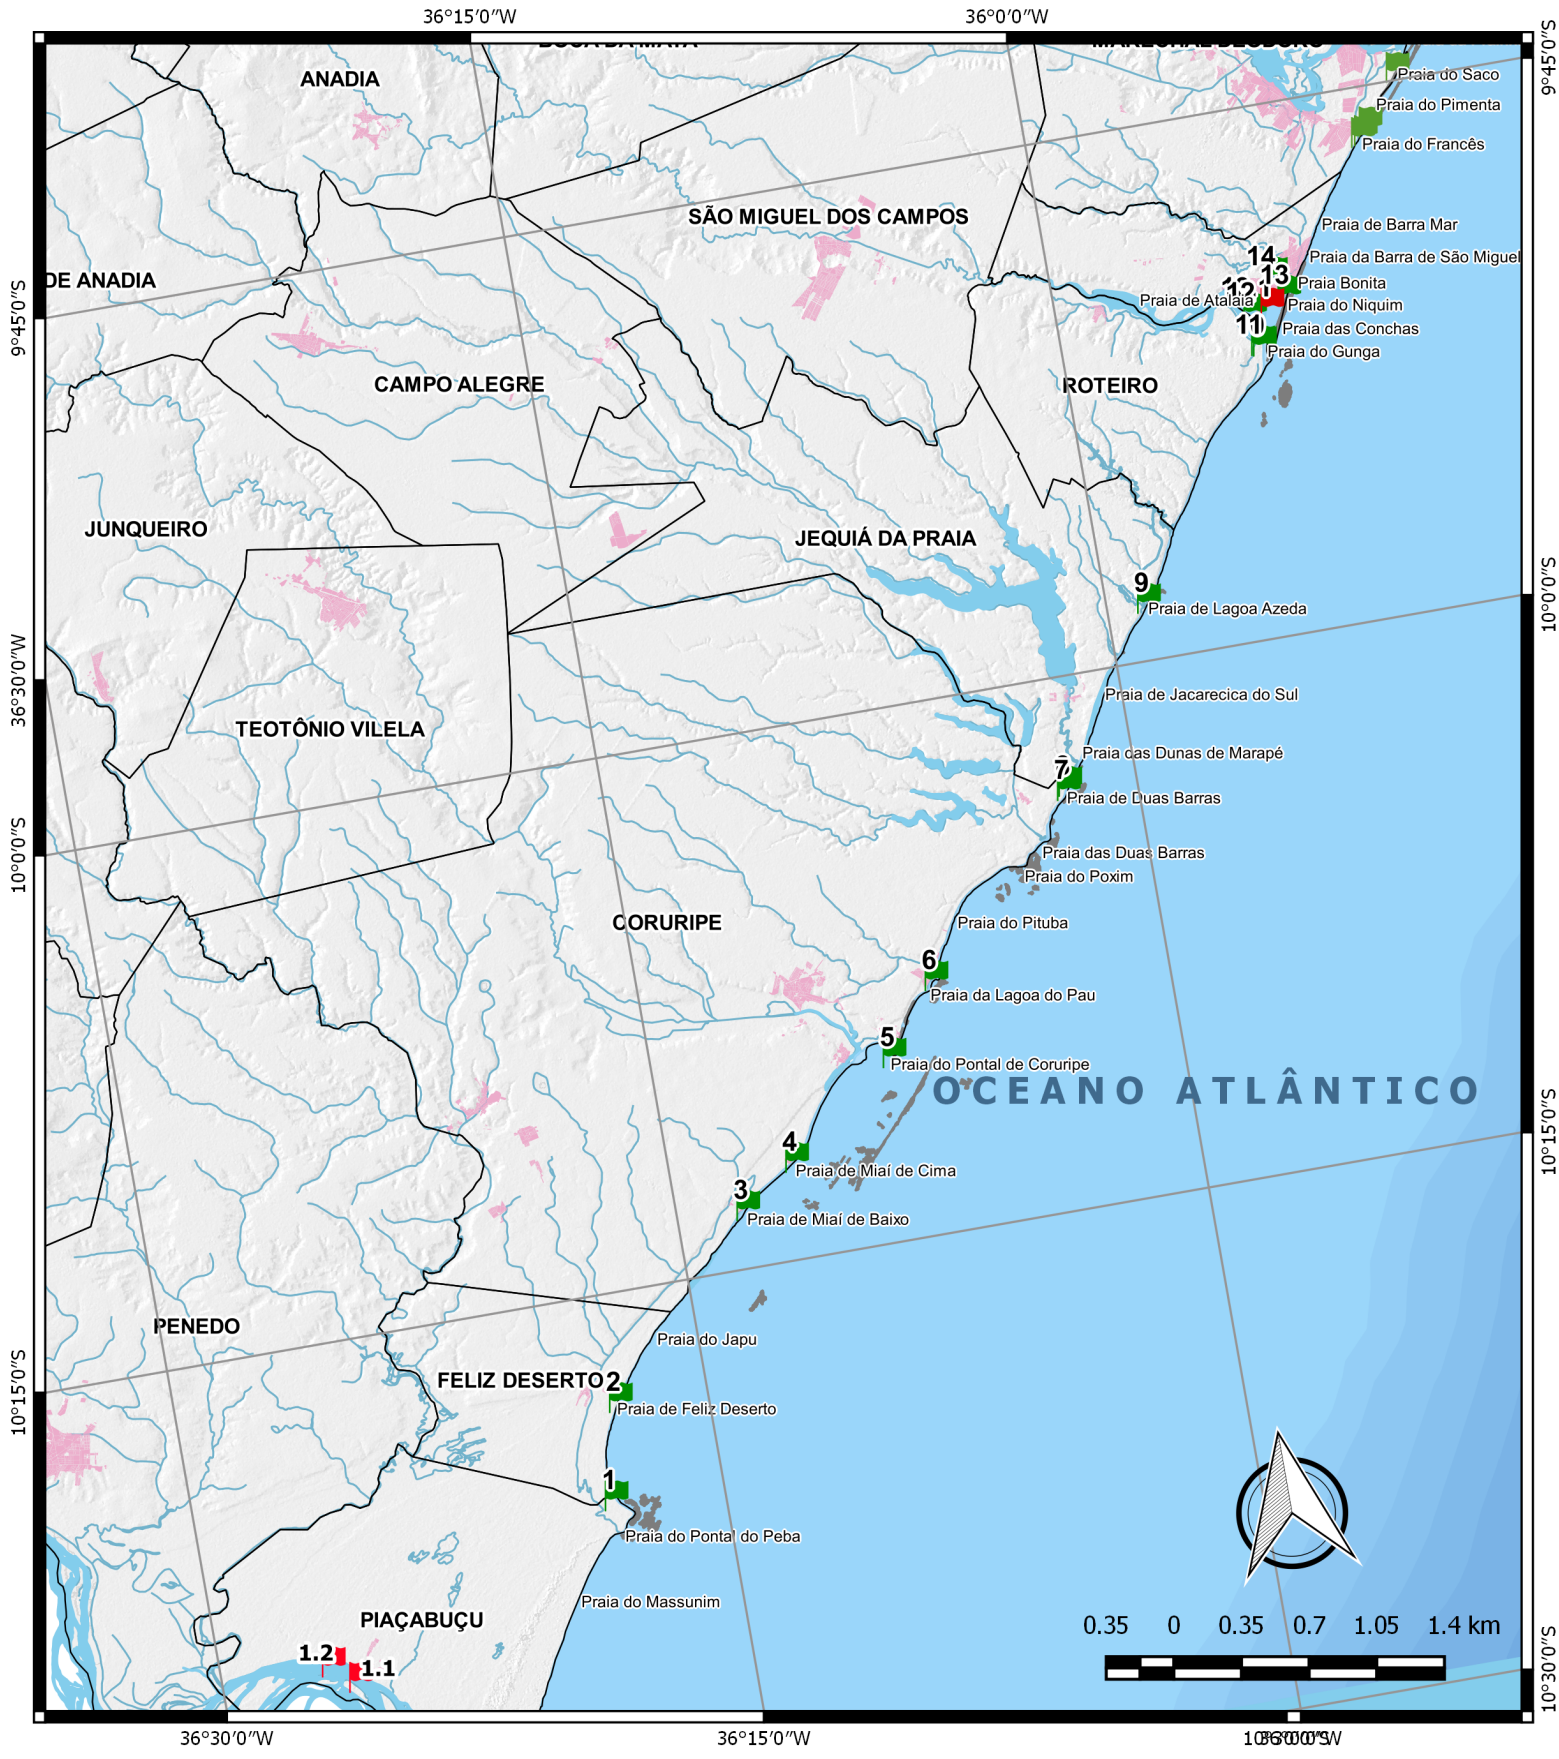 36°15′0″W
36°0′0″W
BOCA DA MATA
MARECHAL DEODORO
9°45′0″S
ANADIA
Praia do Saco
Praia do Pimenta
Praia do Francês
SÃO MIGUEL DOS CAMPOS
Praia de Barra Mar
14
Praia da Barra de São Miguel
DE ANADIA
13
Praia Bonita
12
Praia de Atalaia
Praia do Niquim
9°45′0″S
11
Praia das Conchas
Praia do Gunga
CAMPO ALEGRE
ROTEIRO
JUNQUEIRO
JEQUIÁ DA PRAIA
9
Praia de Lagoa Azeda
10°0′0″S
36°30′0″W
Praia de Jacarecica do Sul
TEOTÔNIO VILELA
Praia das Dunas de Marapé
7
Praia de Duas Barras
10°0′0″S
Praia das Duas Barras
Praia do Poxim
CORURIPE
Praia do Pituba
6
Praia da Lagoa do Pau
5
Praia do Pontal de Coruripe
OCEANO ATLÂNTICO
10°15′0″S
4
Praia de Miaí de Cima
3
Praia de Miaí de Baixo
PENEDO
Praia do Japu
FELIZ DESERTO
2
Praia de Feliz Deserto
10°15′0″S
1
Praia do Pontal do Peba
Praia do Massunim
PIAÇABUÇU
0.35 0 0.35 0.7 1.05 1.4 km
1.2
1.1
10°30′0″S
36°30′0″W
36°15′0″W